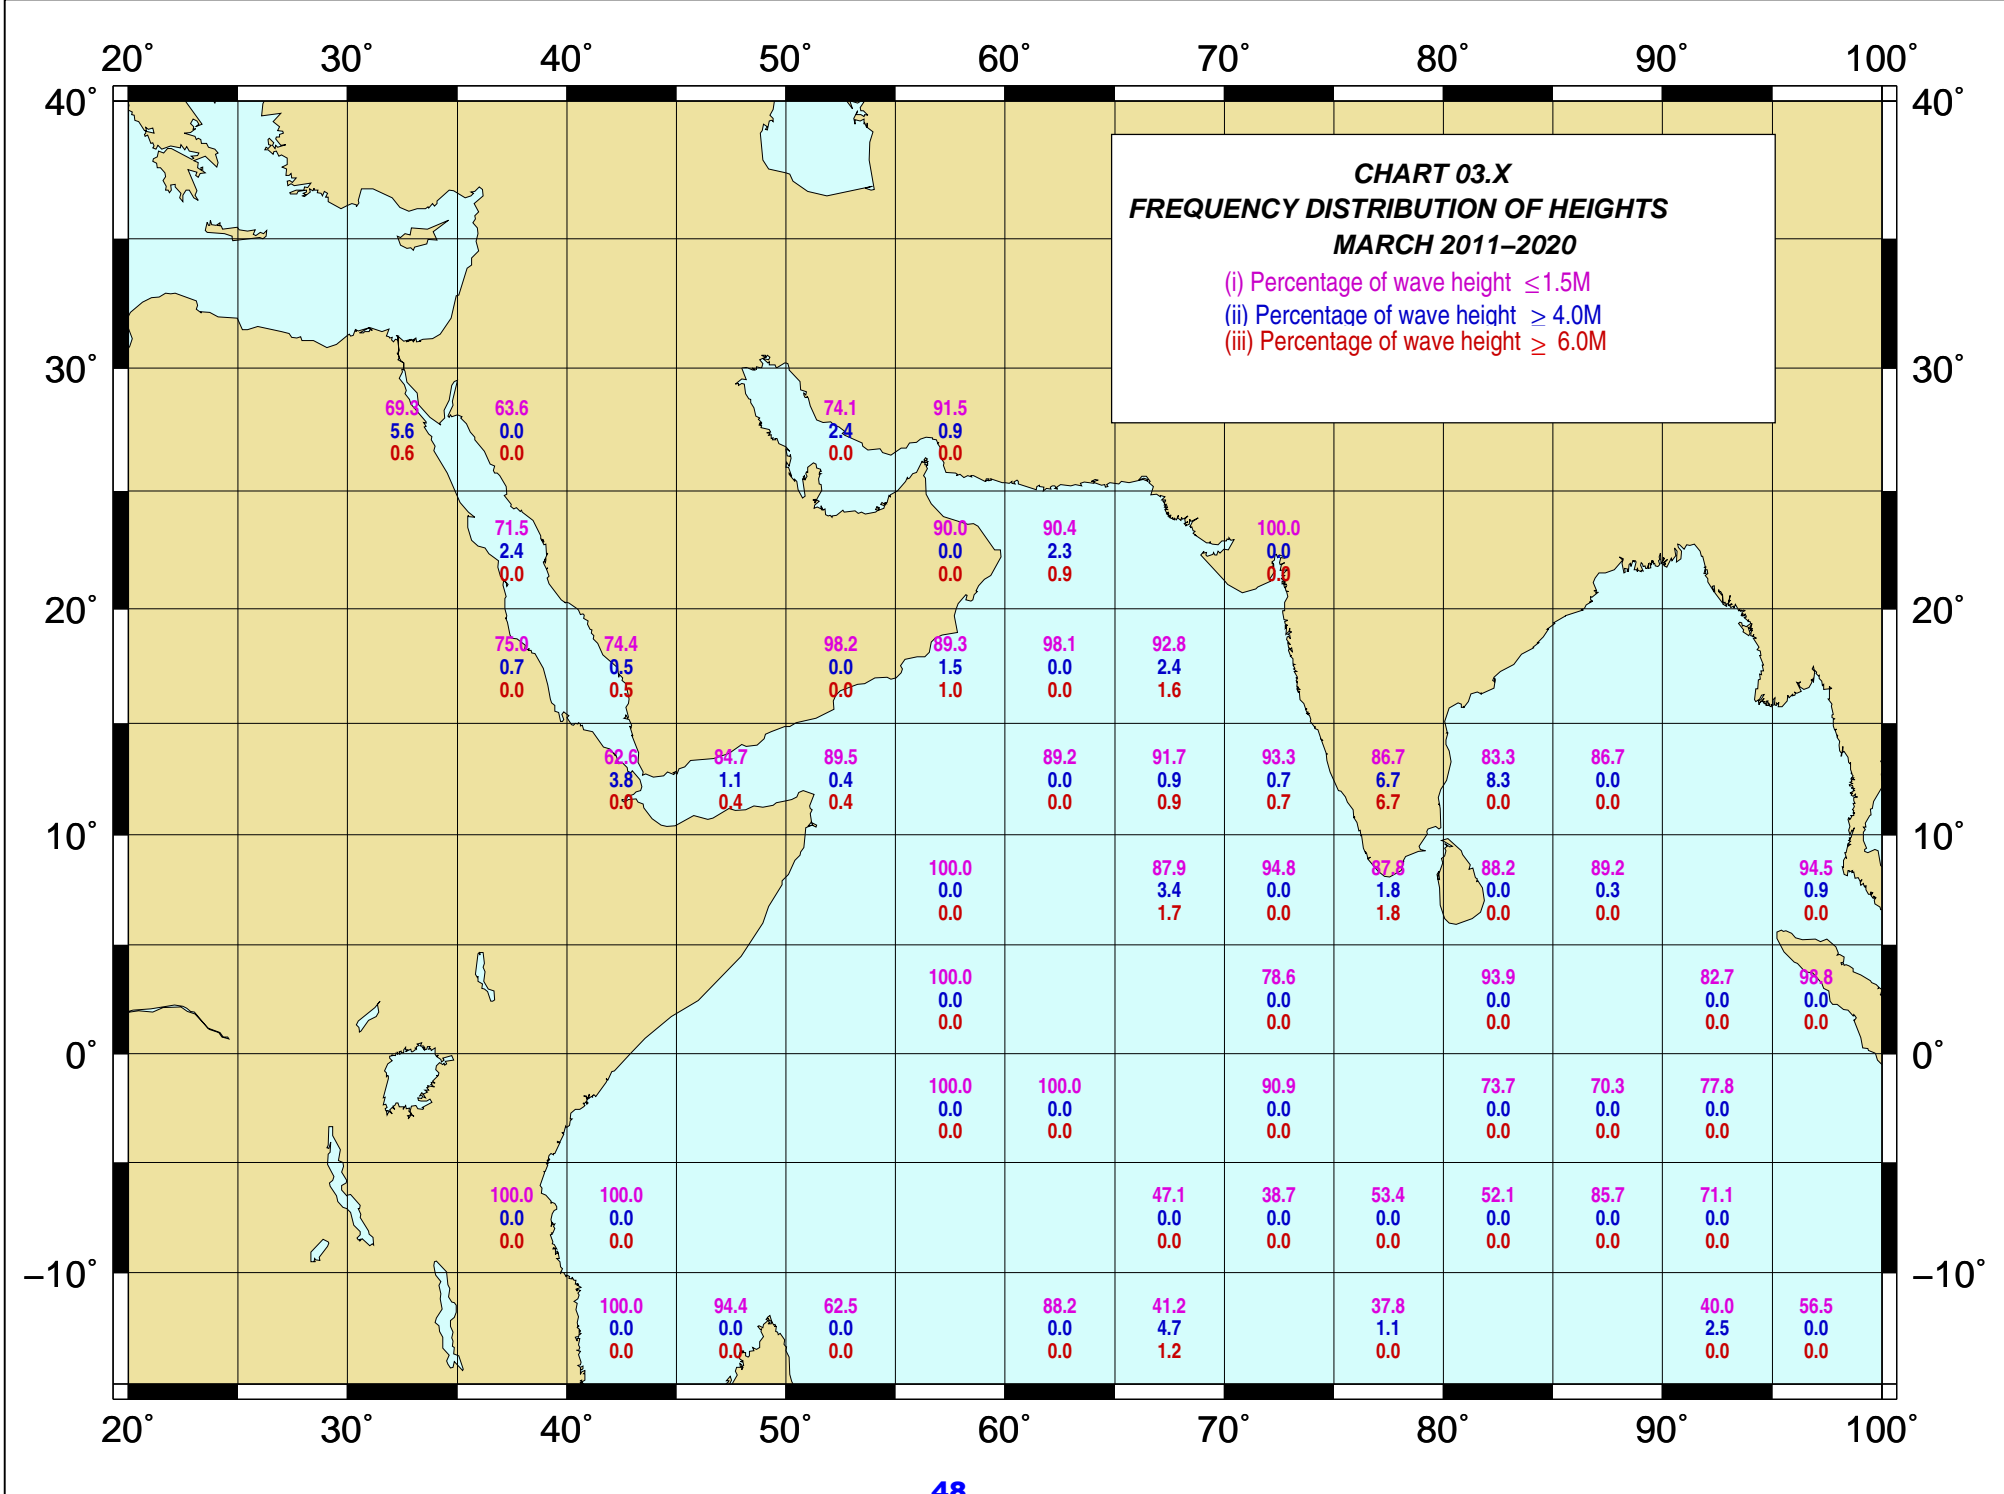 20° 30° 40° 50° 60° 70° 80° 90° 100°
40° 40°
CHART 03.X
FREQUENCY DISTRIBUTION OF HEIGHTS
MARCH 2011–2020
(i) Percentage of wave height ≤1.5M
(ii) Percentage of wave height ≥ 4.0M
(iii) Percentage of wave height ≥ 6.0M
30° 30°
69.3 63.6 74.1 91.5
5.6 0.0 2.4 0.9
0.6 0.0 0.0 0.0
71.5 90.0 90.4 100.0
2.4 0.0 2.3 0.0
0.0 0.0 0.9 0.0
20° 20°
75.0 74.4 98.2 89.3 98.1 92.8
0.7 0.5 0.0 1.5 0.0 2.4
0.0 0.5 0.0 1.0 0.0 1.6
62.6 84.7 89.5 89.2 91.7 93.3 86.7 83.3 86.7
3.8 1.1 0.4 0.0 0.9 0.7 6.7 8.3 0.0
0.0 0.4 0.4 0.0 0.9 0.7 6.7 0.0 0.0
10° 10°
100.0 87.9 94.8 87.8 88.2 89.2 94.5
0.0 3.4 0.0 1.8 0.0 0.3 0.9
0.0 1.7 0.0 1.8 0.0 0.0 0.0
100.0 78.6 93.9 82.7 98.8
0.0 0.0 0.0 0.0 0.0
0.0 0.0 0.0 0.0 0.0
0° 0°
100.0 100.0 90.9 73.7 70.3 77.8
0.0 0.0 0.0 0.0 0.0 0.0
0.0 0.0 0.0 0.0 0.0 0.0
100.0 100.0 47.1 38.7 53.4 52.1 85.7 71.1
0.0 0.0 0.0 0.0 0.0 0.0 0.0 0.0
0.0 0.0 0.0 0.0 0.0 0.0 0.0 0.0
–10° –10°
100.0 94.4 62.5 88.2 41.2 37.8 40.0 56.5
0.0 0.0 0.0 0.0 4.7 1.1 2.5 0.0
0.0 0.0 0.0 0.0 1.2 0.0 0.0 0.0
20° 30° 40° 50° 60° 70° 80° 90° 100°
48